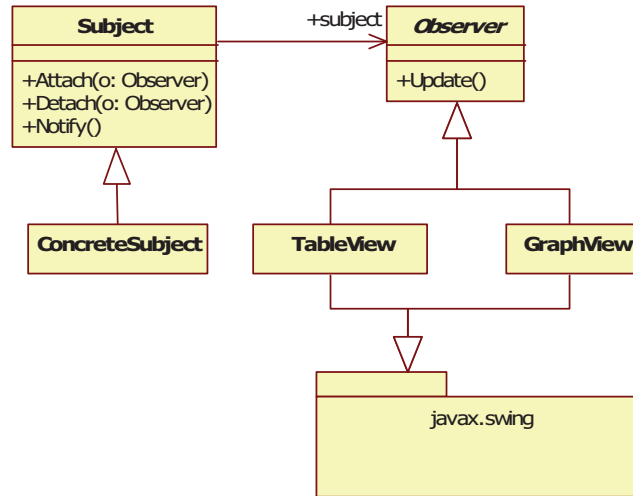 Subject
+Attach(o: Observer)
+Detach(o: Observer)
+Notify()
+subject
Observer
+Update()
ConcreteSubject
TableView
GraphView
javax.swing